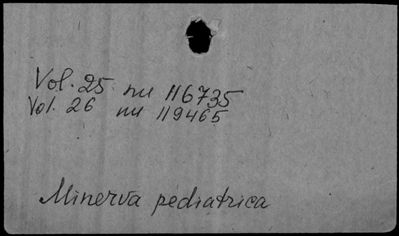 Vol. 25 nu 116735
Vol. 26 nu 119465
Minerva pediatrica